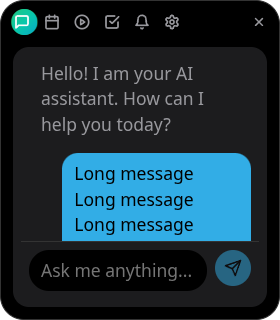 Hello! I am your AI
assistant. How can I
help you today?
Long message
Long message
Long message
Ask me anything...